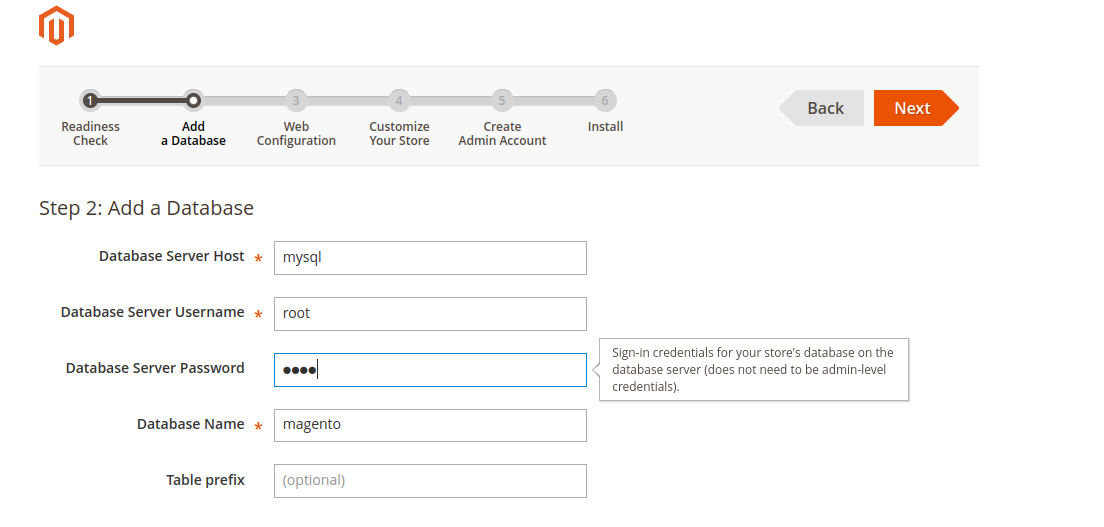 1 3 4 5 6
Readiness Check
Add a Database
Web Configuration
Customize Your Store
Create Admin Account
Install
Back
Next
Step 2: Add a Database
Database Server Host *
mysql
Database Server Username *
root
Database Server Password
••••
Sign-in credentials for your store's database on the
database server (does not need to be admin-level
credentials).
Database Name *
magento
Table prefix
(optional)